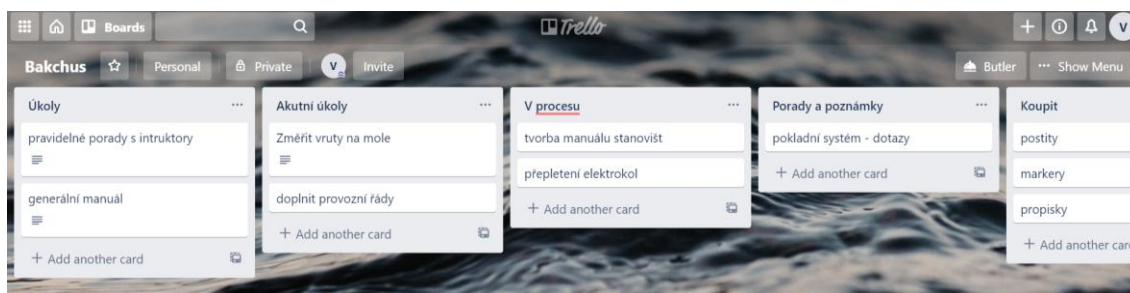 Boards
Trello
V
Bakchus
Personal
Private
V
Invite
Butler
Show Menu
Úkoly
pravidelné porady s intruktory
generální manuál
+ Add another card
Akutní úkoly
Změřit vruty na mole
doplnit provozní řády
+ Add another card
V procesu
tvorba manuálu stanovišt
přepletení elektrokol
+ Add another card
Porady a poznámky
pokladní systém - dotazy
+ Add another card
Koupit
postity
markery
propisky
+ Add another car